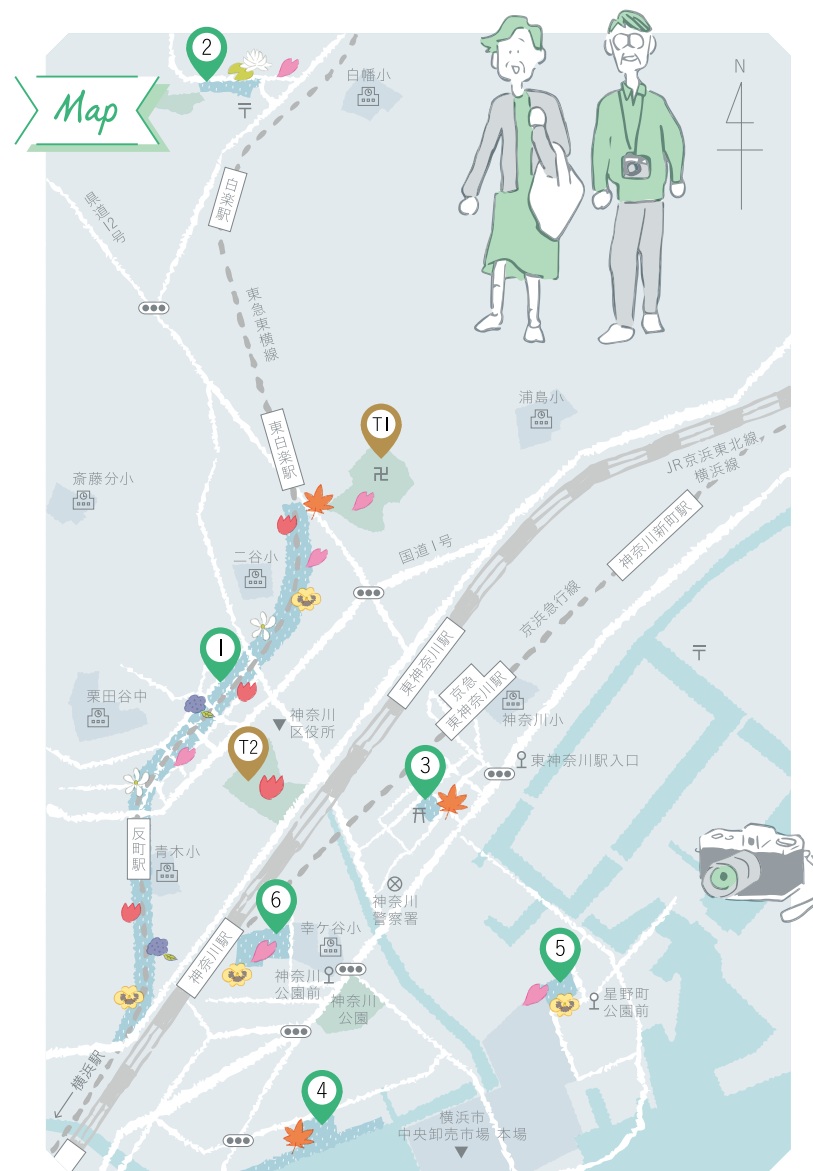 2
Map
白幡小
〒
N
白楽駅
県道12号
東急東横線
T1
浦島小
東白楽駅
卍
JR京浜東北線
横浜線
斎藤分小
国道1号
神奈川新町駅
二谷小
京浜急行線
1
東神奈川駅
〒
栗田谷中
京急
東神奈川駅
神奈川小
神奈川
区役所
T2
3
東神奈川駅入口
反町駅
青木小
神奈川
警察署
6
幸ケ谷小
神奈川駅
神奈川
公園前
5
神奈川
公園
星野町
公園前
横浜駅
4
横浜市
中央卸売市場 本場